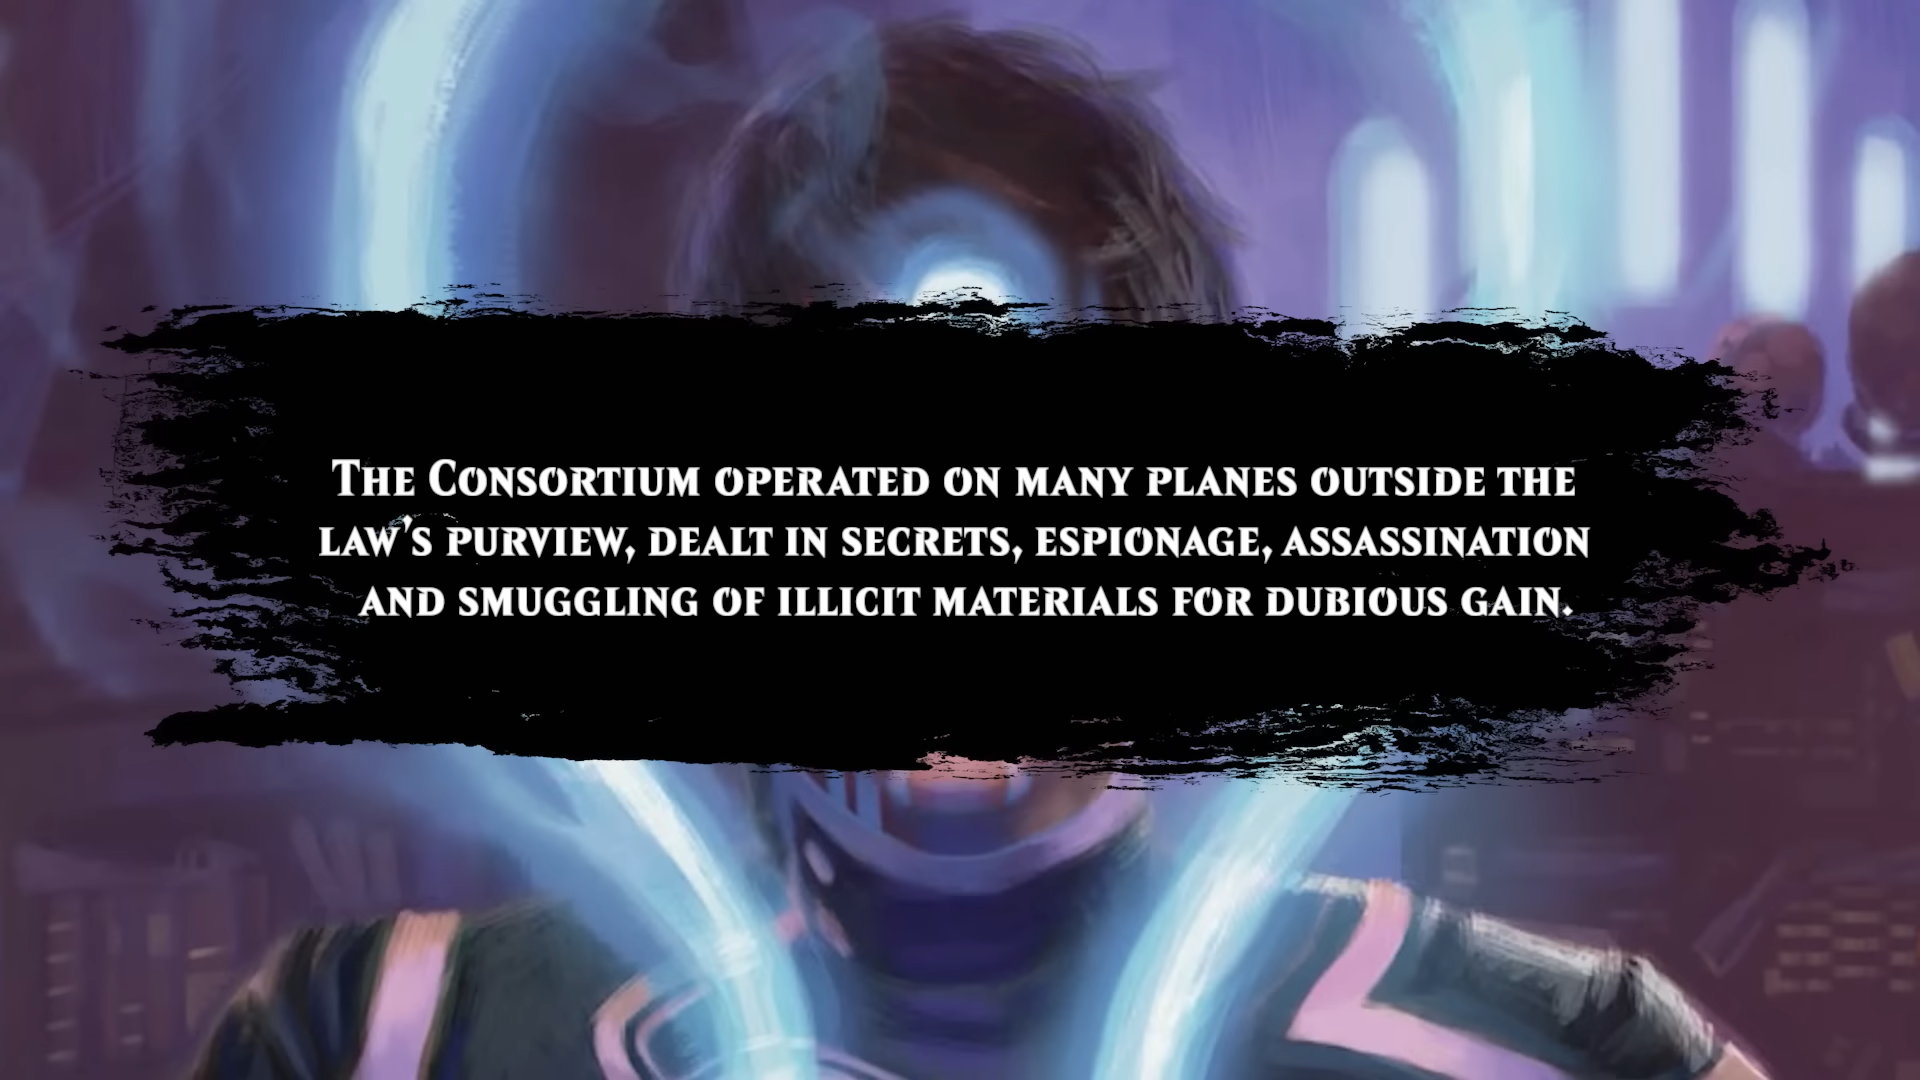 The Consortium operated on many planes outside the
law's purview, dealt in secrets, espionage, assassination
and smuggling of illicit materials for dubious gain.